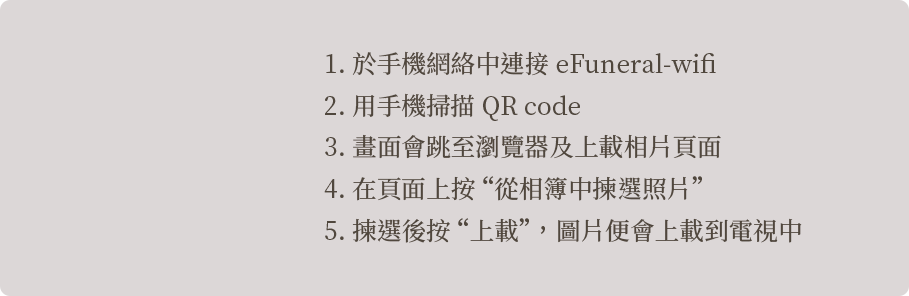 1. 於手機網絡中連接 eFuneral-wifi
2. 用手機掃描 QR code
3. 畫面會跳至瀏覽器及上載相片頁面
4. 在頁面上按 “從相簿中揀選照片”
5. 揀選後按 “上載”，圖片便會上載到電視中